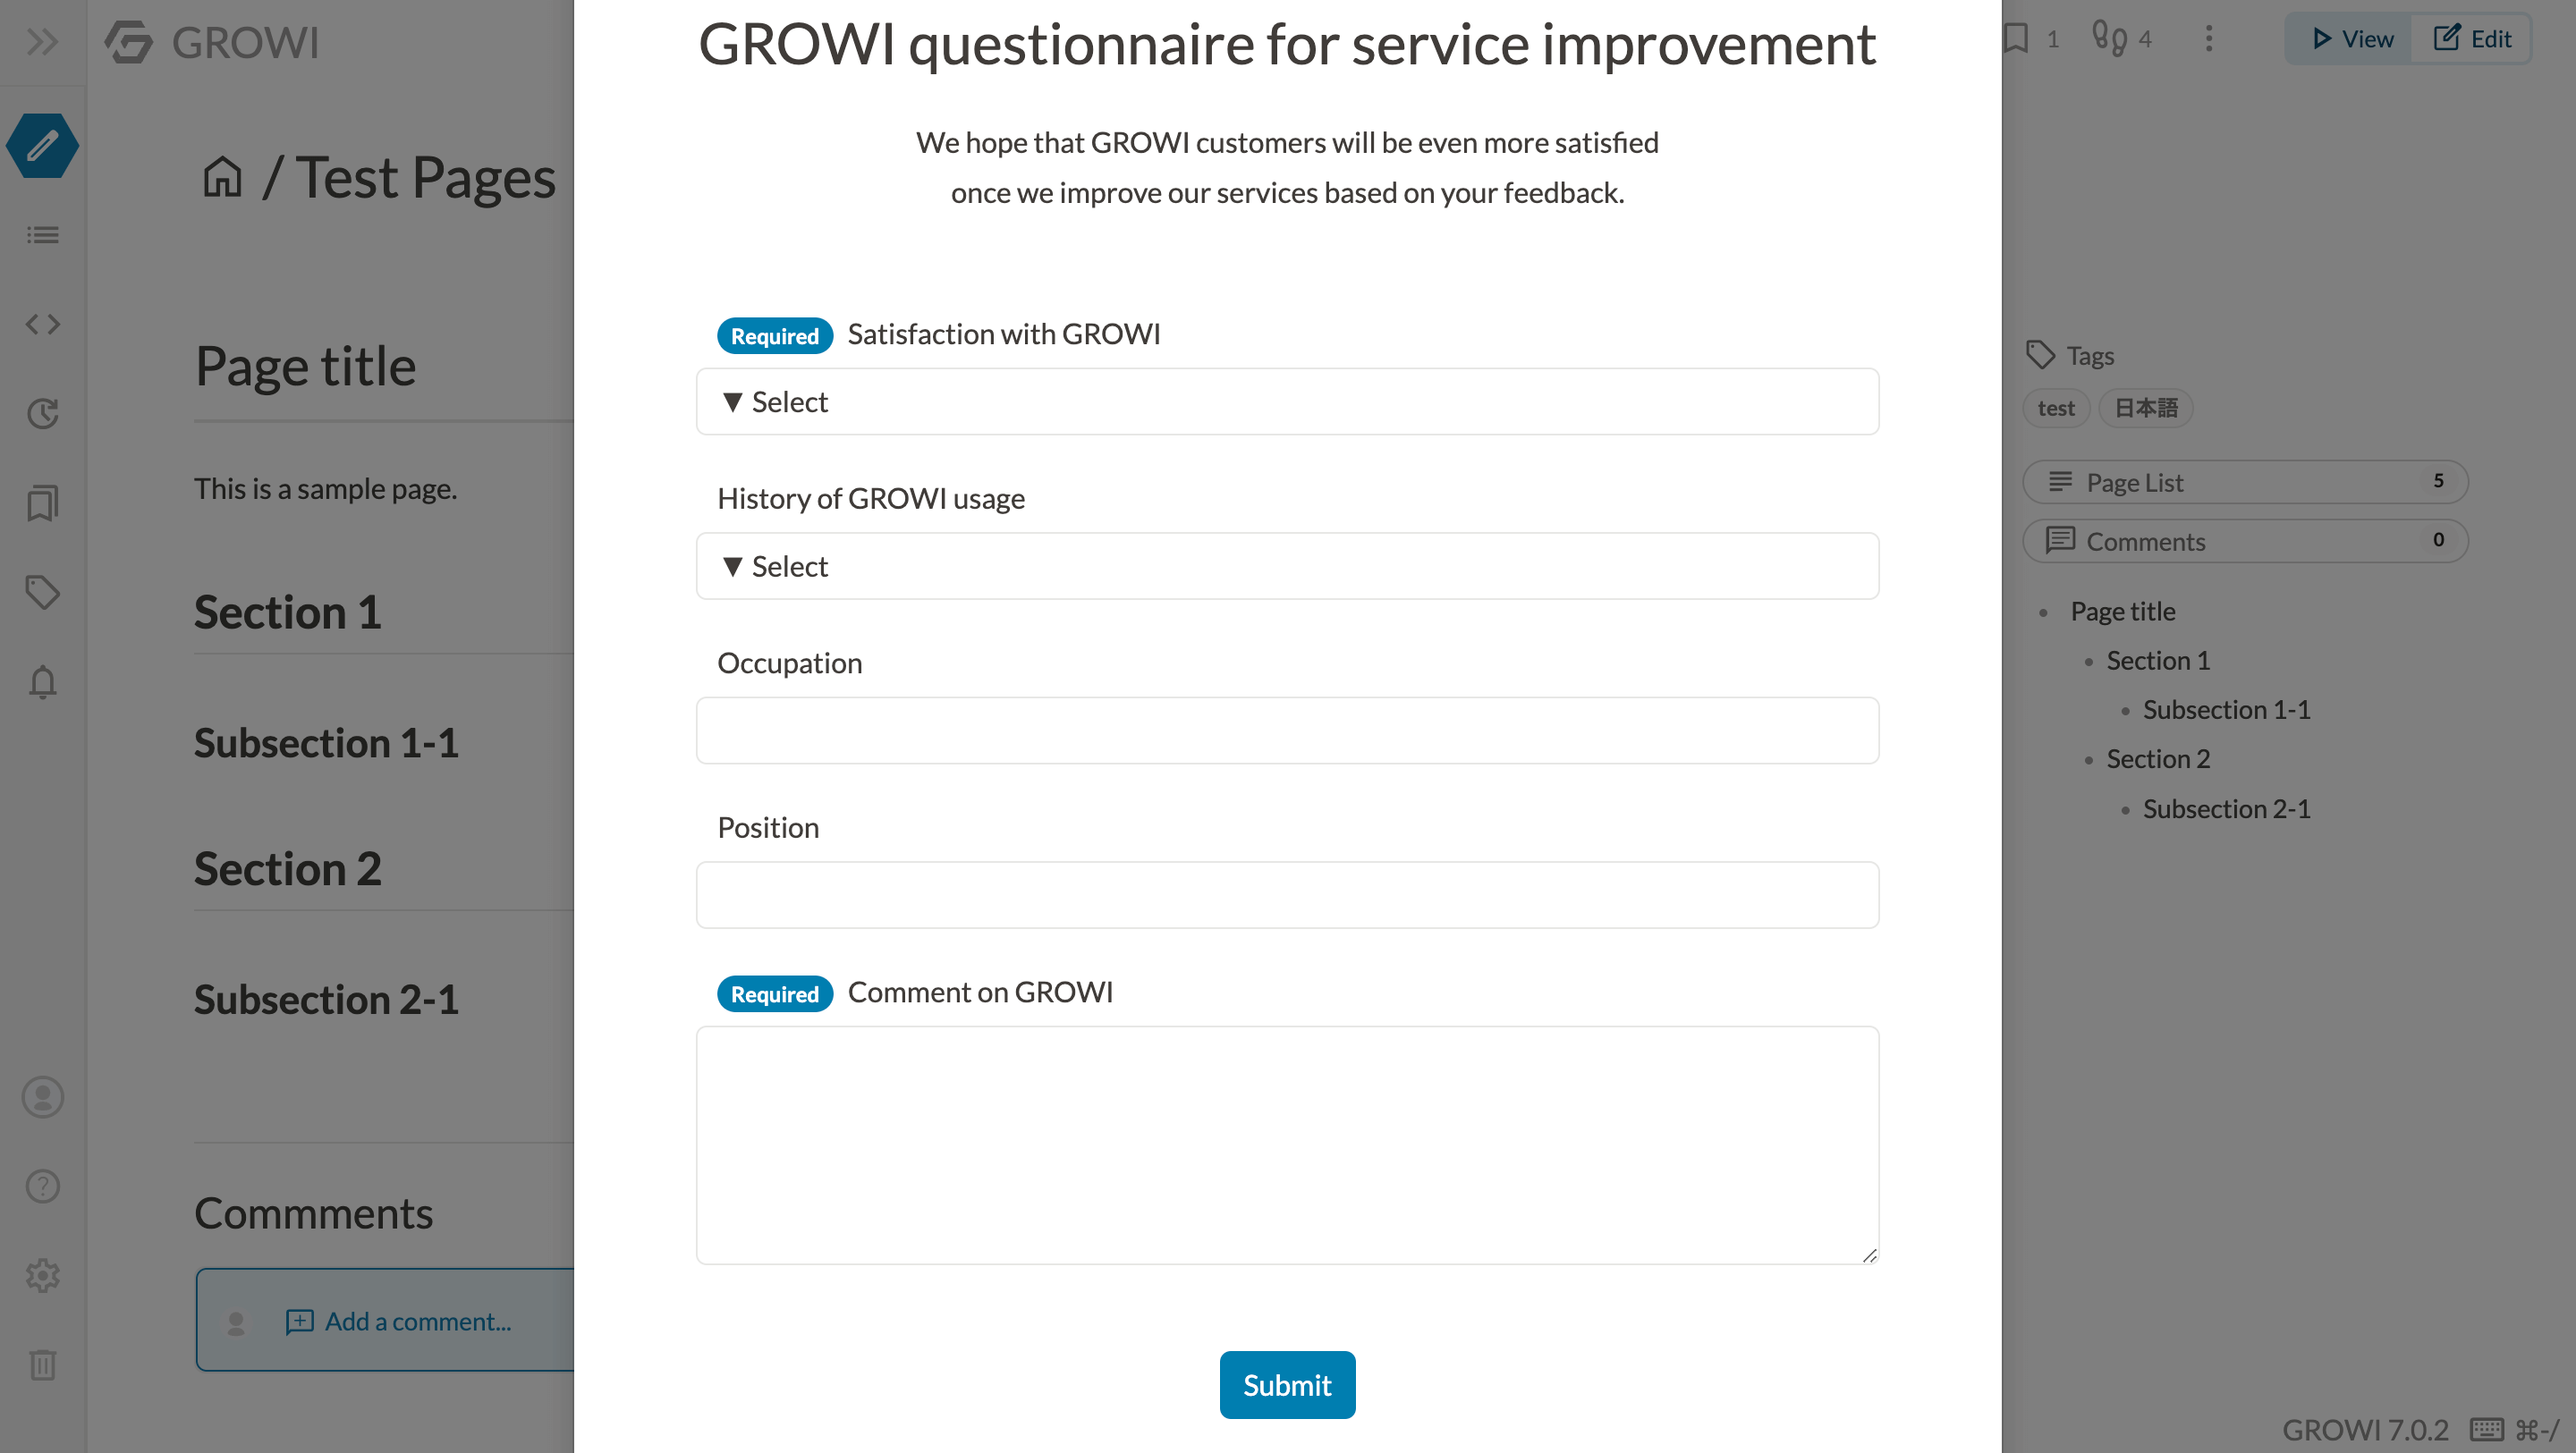 GROWI
/ Test Pages
Page title
This is a sample page.
Section 1
Subsection 1-1
Section 2
Subsection 2-1
Commments
Add a comment...
GROWI questionnaire for service improvement
We hope that GROWI customers will be even more satisfied
once we improve our services based on your feedback.
Required Satisfaction with GROWI
▼ Select
History of GROWI usage
▼ Select
Occupation
Position
Required Comment on GROWI
Submit
1 4 View Edit
Tags
test 日本語
Page List 5
Comments 0
Page title
Section 1
Subsection 1-1
Section 2
Subsection 2-1
GROWI 7.0.2 ⌘-/